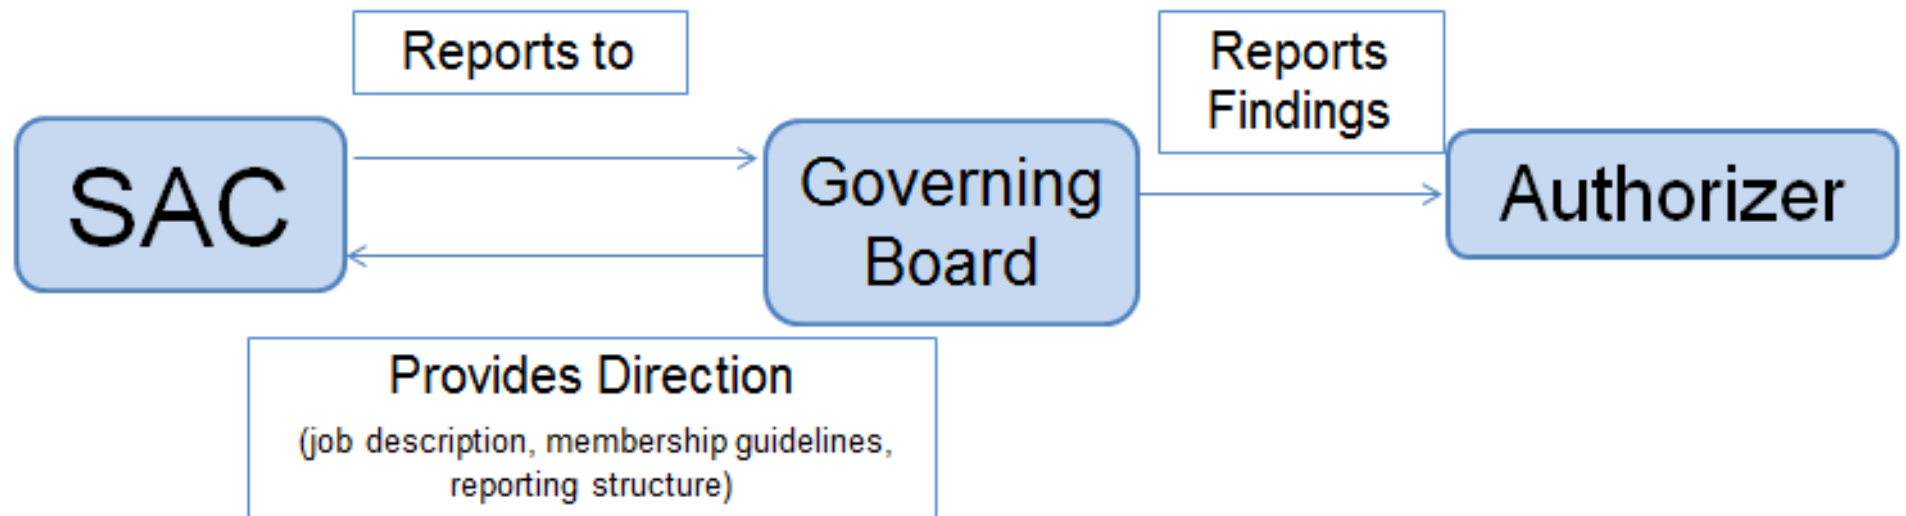 Reports to
Reports
Findings
SAC
Governing
Board
Authorizer
Provides Direction
(job description, membership guidelines,
reporting structure)